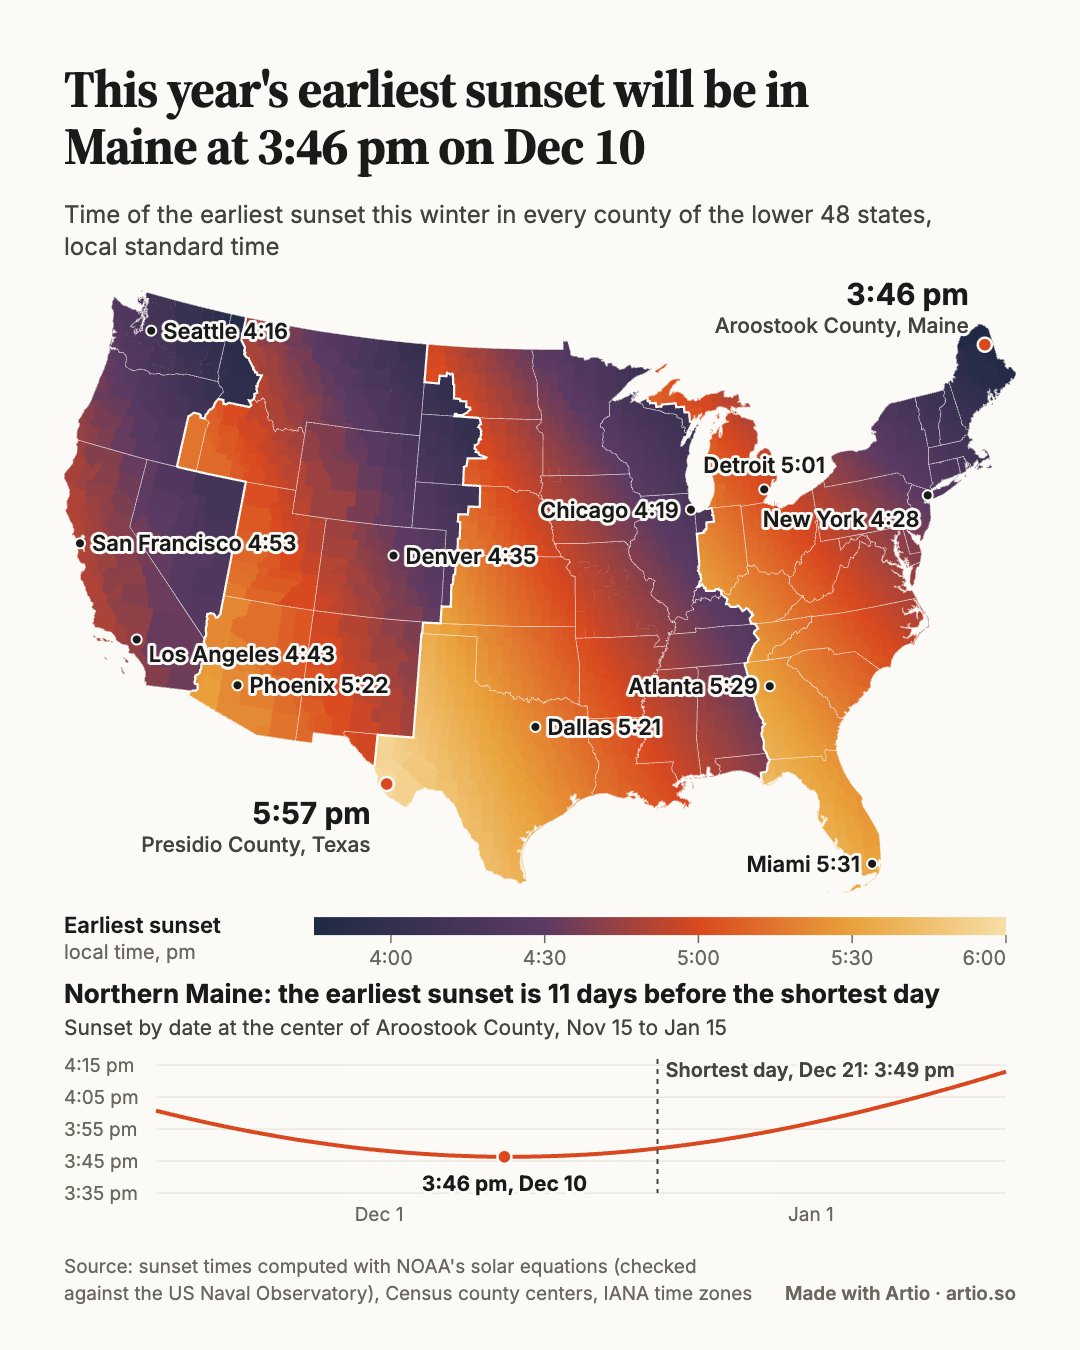 This year's earliest sunset will be in
Maine at 3:46 pm on Dec 10
Time of the earliest sunset this winter in every county of the lower 48 states,
local standard time
3:46 pm
Aroostook County, Maine
Seattle 4:16
Detroit 5:01
Chicago 4:19
New York 4:28
San Francisco 4:53
Denver 4:35
Los Angeles 4:43
Phoenix 5:22
Atlanta 5:29
Dallas 5:21
5:57 pm
Presidio County, Texas
Miami 5:31
Earliest sunset
local time, pm
4:00 4:30 5:00 5:30 6:00
Northern Maine: the earliest sunset is 11 days before the shortest day
Sunset by date at the center of Aroostook County, Nov 15 to Jan 15
4:15 pm
Shortest day, Dec 21: 3:49 pm
4:05 pm
3:55 pm
3:45 pm
3:46 pm, Dec 10
3:35 pm
Dec 1 Jan 1
Source: sunset times computed with NOAA's solar equations (checked
against the US Naval Observatory), Census county centers, IANA time zones
Made with Artio · artio.so